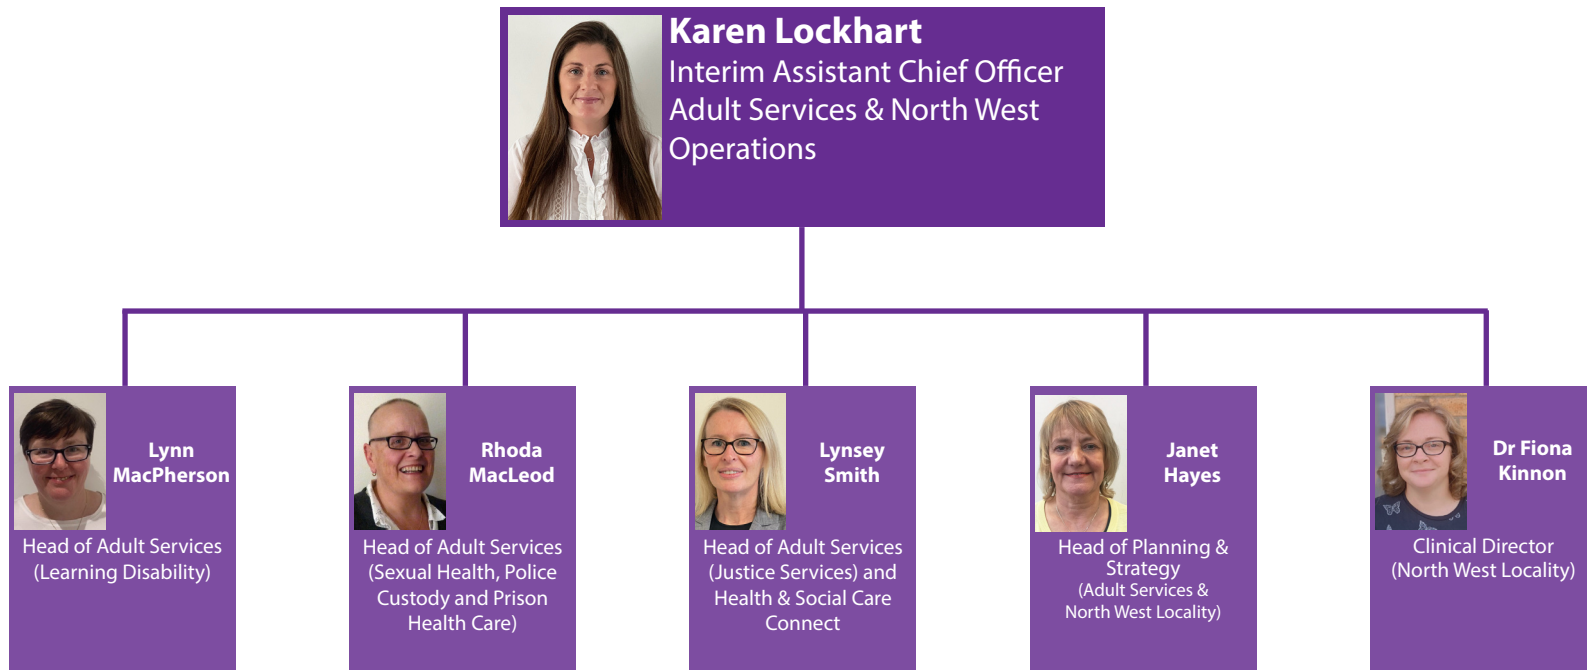 Karen Lockhart
Interim Assistant Chief Officer
Adult Services & North West
Operations
Lynn
MacPherson
Head of Adult Services
(Learning Disability)
Rhoda
MacLeod
Head of Adult Services
(Sexual Health, Police
Custody and Prison
Health Care)
Lynsey
Smith
Head of Adult Services
(Justice Services) and
Health & Social Care
Connect
Janet
Hayes
Head of Planning &
Strategy
(Adult Services &
North West Locality)
Dr Fiona
Kinnon
Clinical Director
(North West Locality)